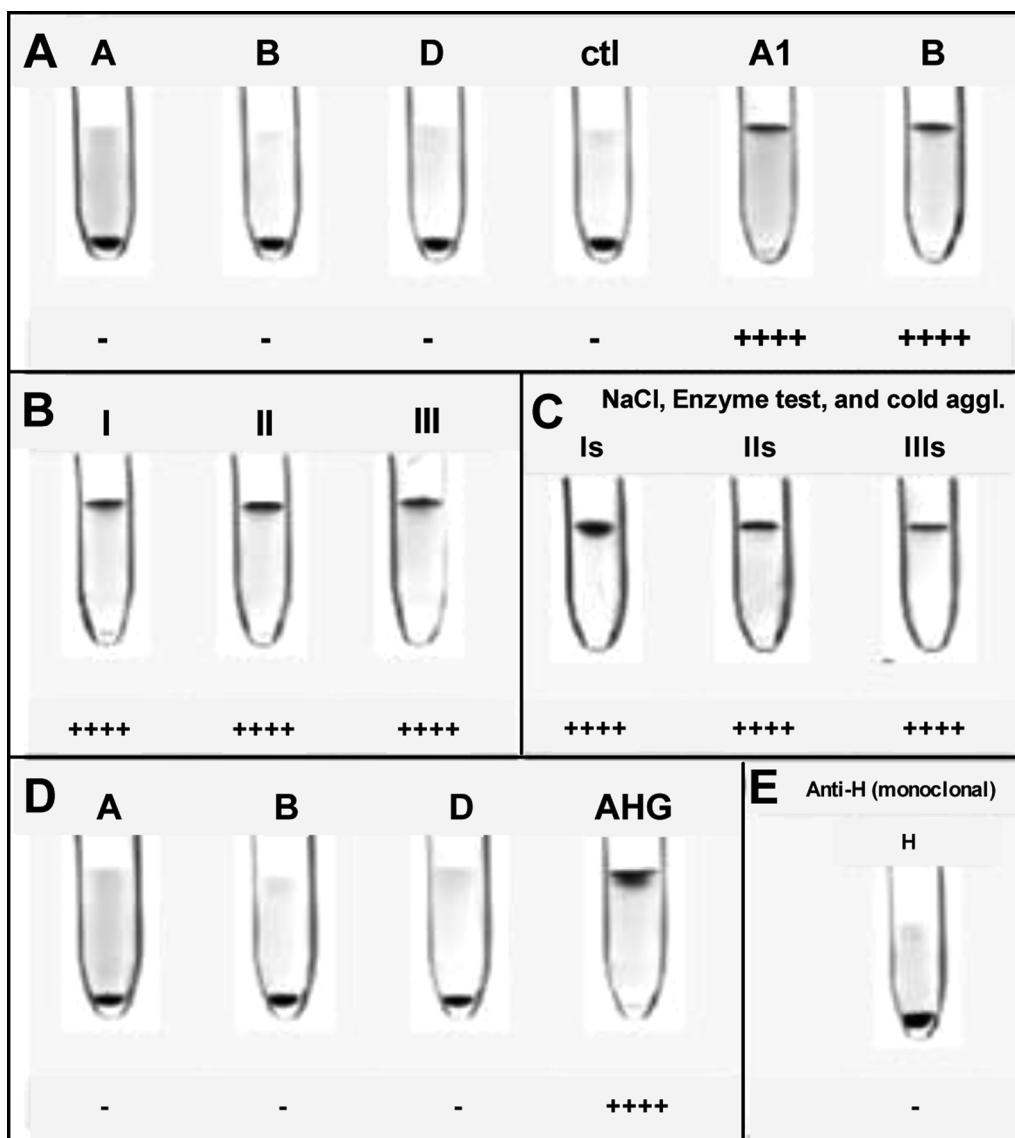 A
A B D ctl A1 B
- - - - ++++ ++++
B
I II III
++++ ++++ ++++
C
NaCl, Enzyme test, and cold aggl.
Is IIs IIIs
++++ ++++ ++++
D
A B D AHG
- - - ++++
E
Anti-H (monoclonal)
H
-